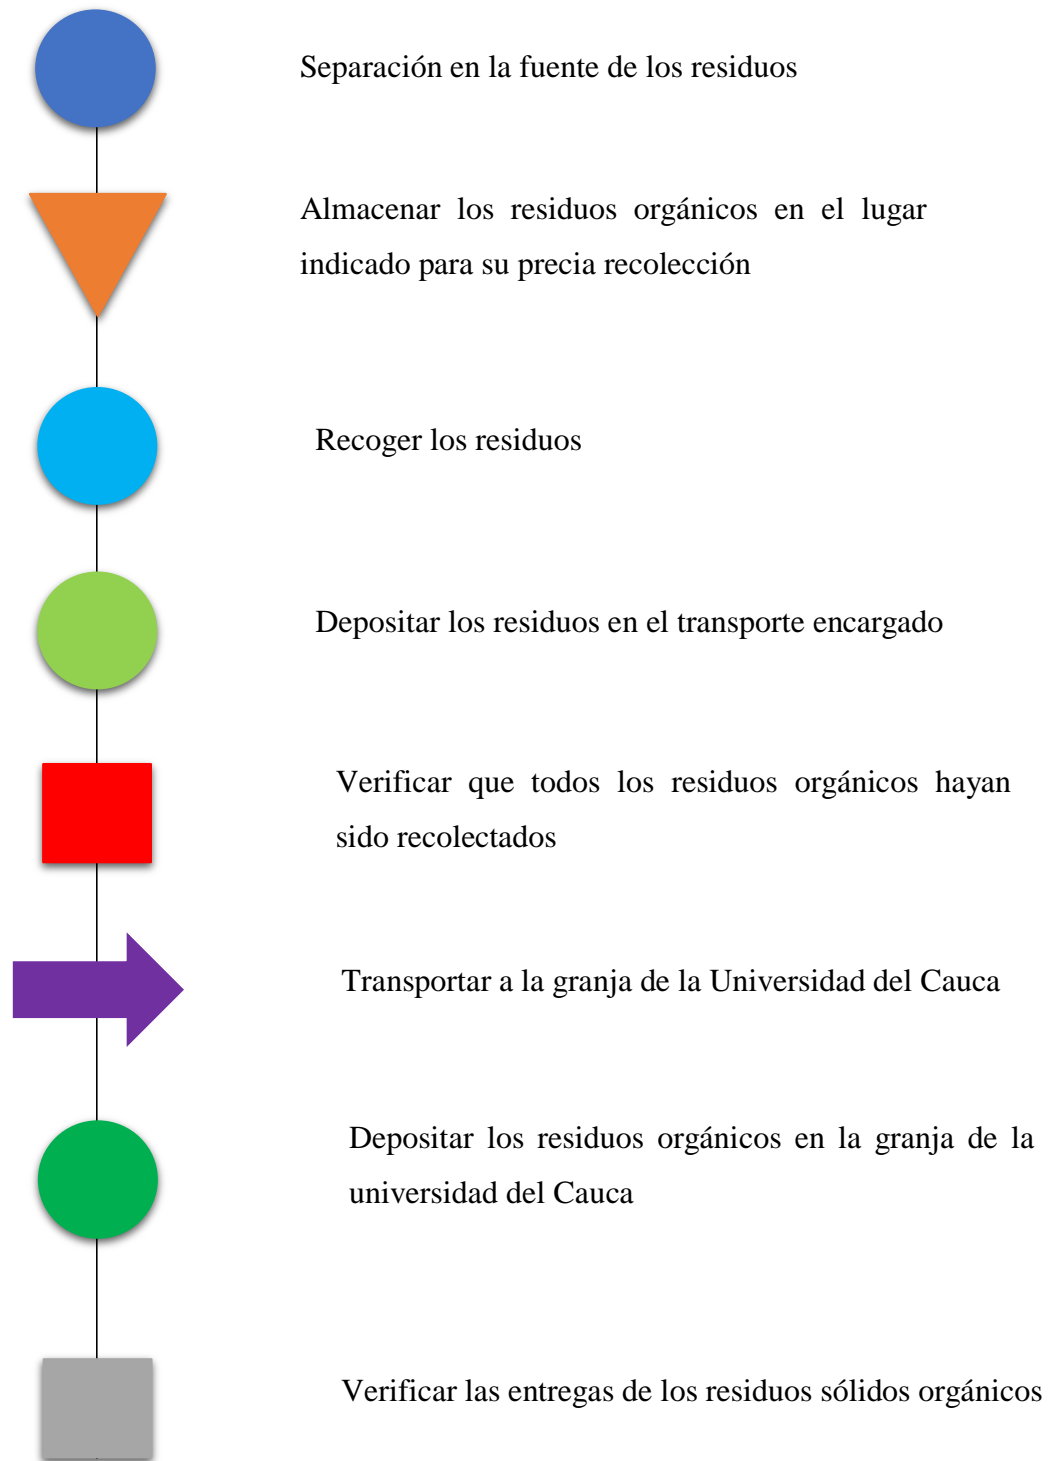 Separación en la fuente de los residuos
Almacenar los residuos orgánicos en el lugar
indicado para su precia recolección
Recoger los residuos
Depositar los residuos en el transporte encargado
Verificar que todos los residuos orgánicos hayan
sido recolectados
Transportar a la granja de la Universidad del Cauca
Depositar los residuos orgánicos en la granja de la
universidad del Cauca
Verificar las entregas de los residuos sólidos orgánicos